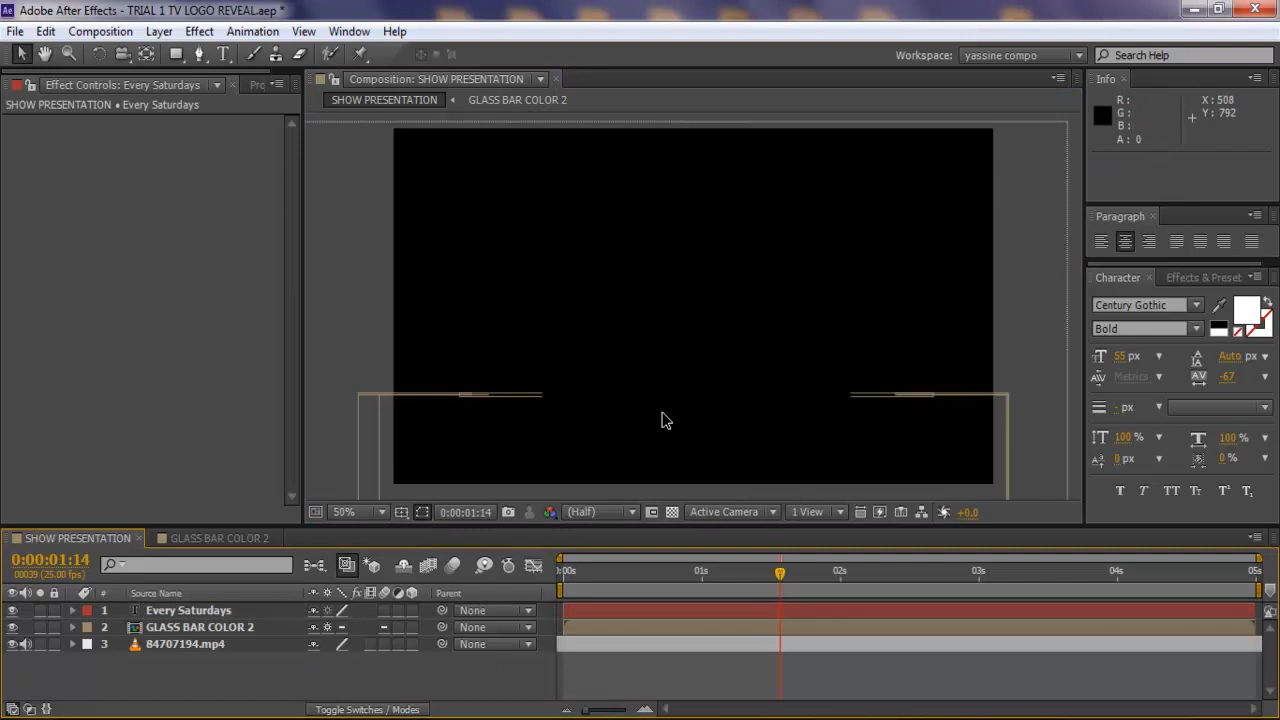 Adobe After Effects - TRIAL 1 TV LOGO REVEAL.aep *
File Edit Composition Layer Effect Animation View Window Help
Workspace: yassine compo Search Help
Effect Controls: Every Saturdays Prc
SHOW PRESENTATION • Every Saturdays
Composition: SHOW PRESENTATION
SHOW PRESENTATION GLASS BAR COLOR 2
Info
R : X : 508
G : Y : 792
B :
A : 0
Paragraph
Character Effects & Preset
Century Gothic
Bold
55 px Auto px
Metrics -67
- px
100 % 100 %
0 px 0 %
50% 0:00:01:14 (Half) Active Camera 1 View +0.0
SHOW PRESENTATION GLASS BAR COLOR 2
0:00:01:14
00039 (25.00 fps)
:00s 01s 02s 03s 04s 05s
# Source Name Parent
1 T Every Saturdays None
2 GLASS BAR COLOR 2 None
3 84707194.mp4 None
Toggle Switches / Modes